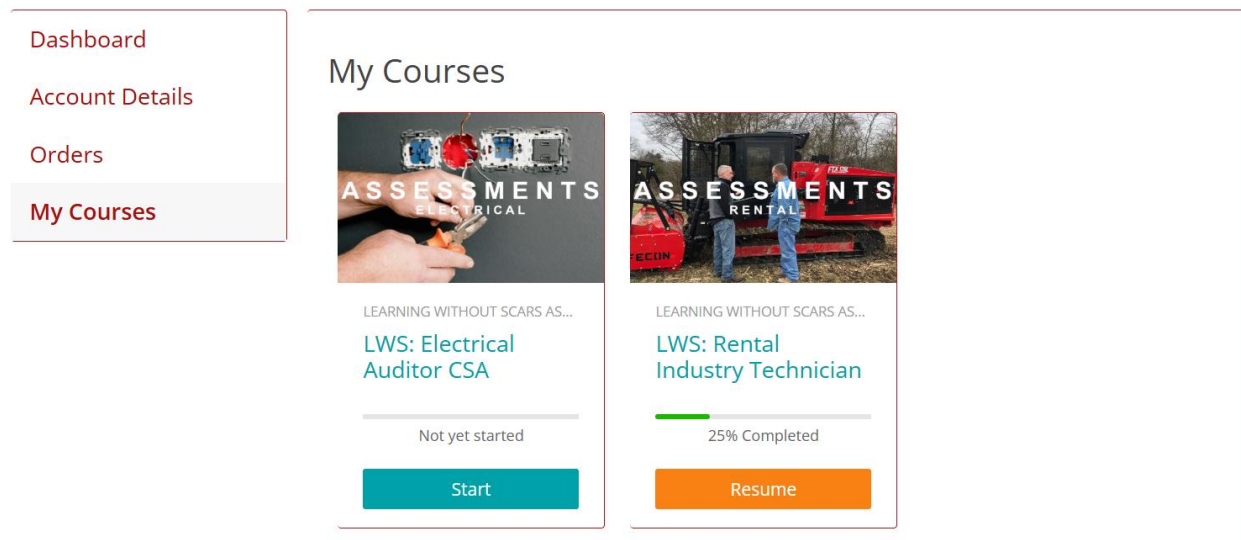 Dashboard
Account Details
Orders
My Courses
My Courses
ASSESSMENTS
ELECTRICAL
LEARNING WITHOUT SCARS AS...
LWS: Electrical
Auditor CSA
Not yet started
Start
ASSESSMENTS
RENTAL
FECON
LEARNING WITHOUT SCARS AS...
LWS: Rental
Industry Technician
25% Completed
Resume